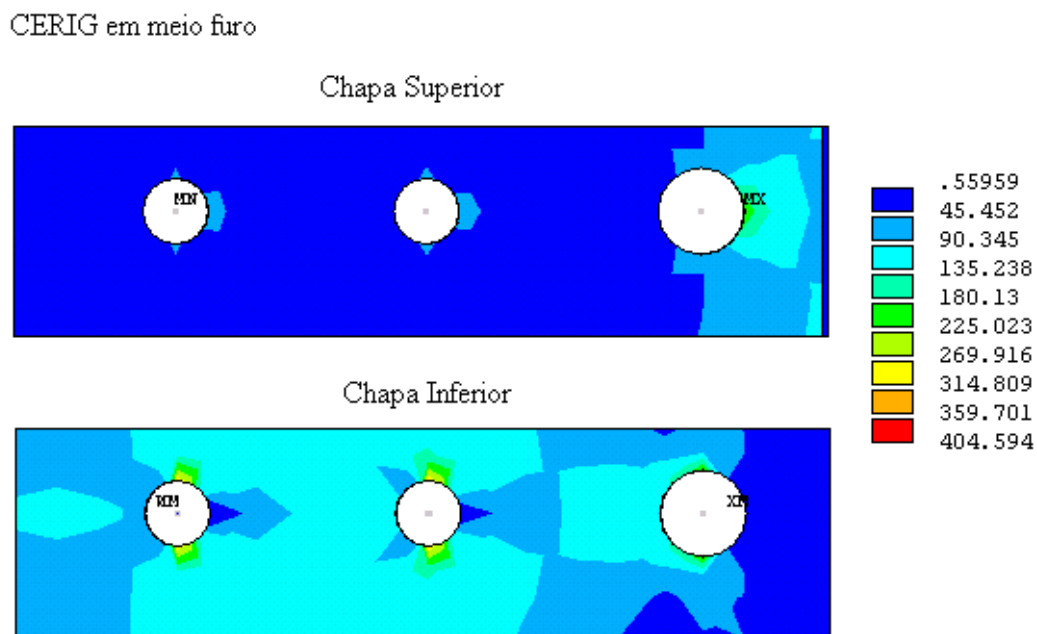 CERIG em meio furo
Chapa Superior
MN
MX
.55959
45.452
90.345
135.238
180.13
225.023
269.916
314.809
359.701
404.594
Chapa Inferior
XM